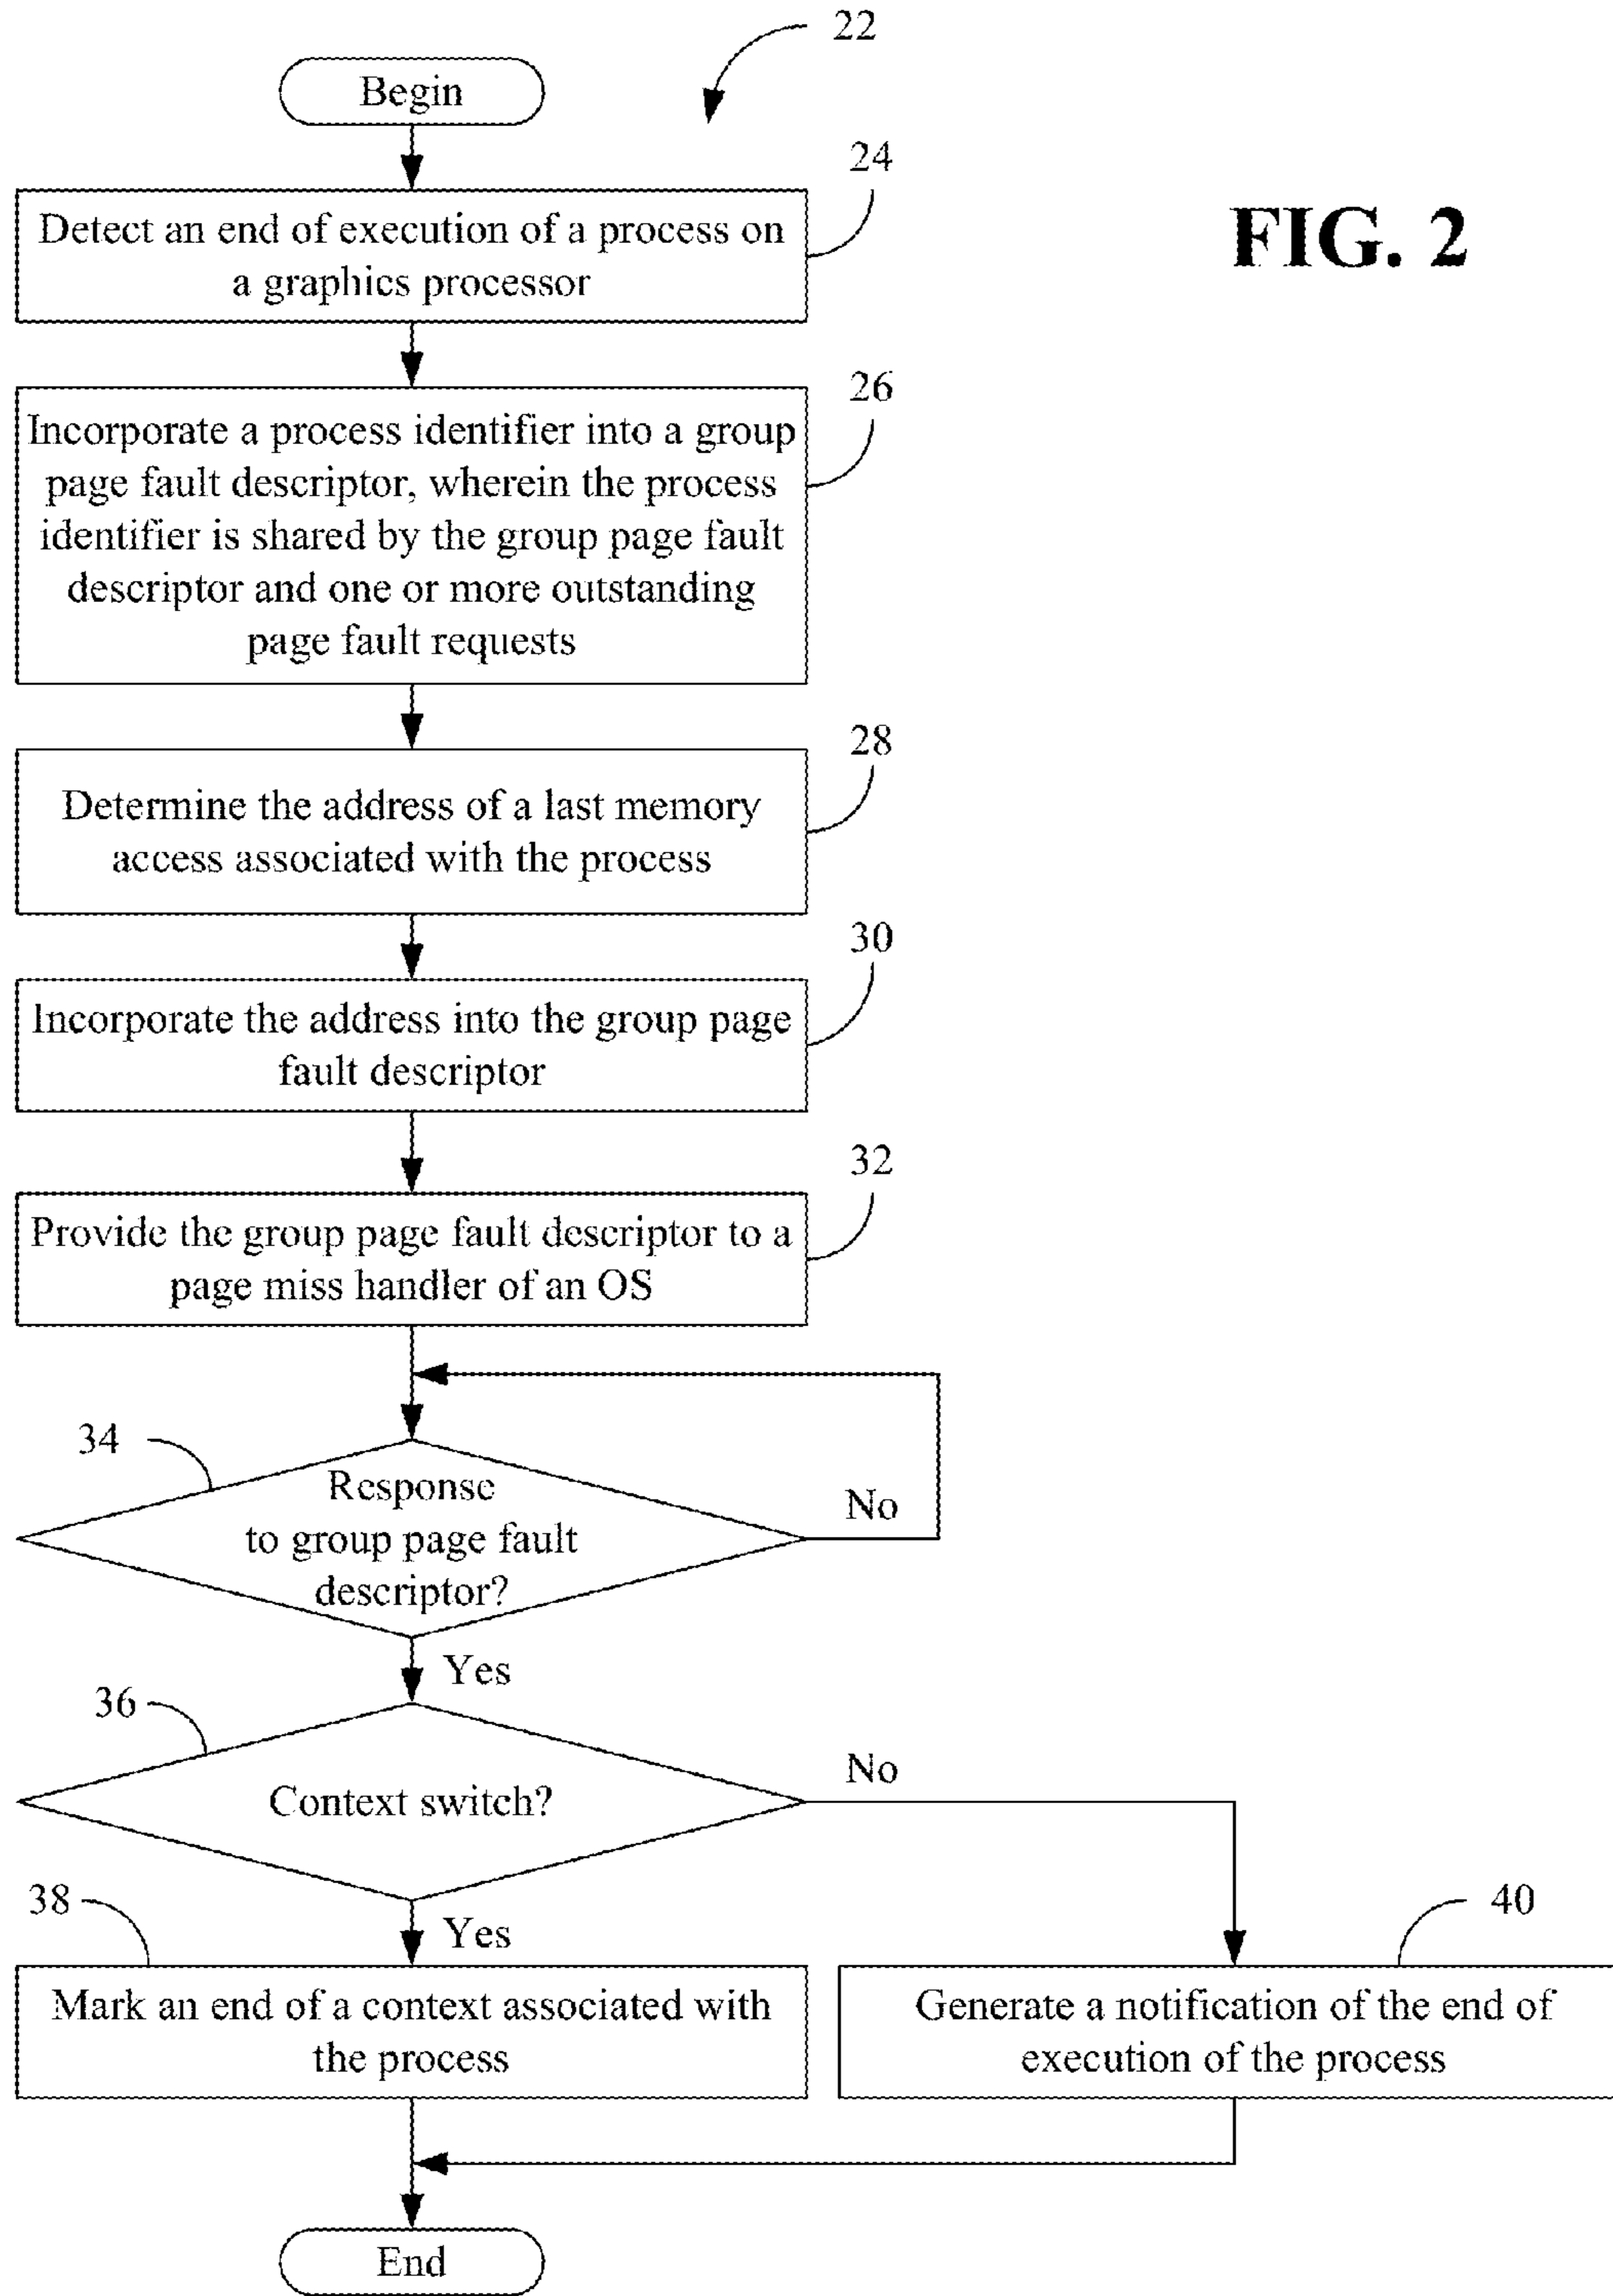 22
Begin
24
FIG. 2
Detect an end of execution of a process on
a graphics processor
26
Incorporate a process identifier into a group
page fault descriptor, wherein the process
identifier is shared by the group page fault
descriptor and one or more outstanding
page fault requests
28
Determine the address of a last memory
access associated with the process
30
Incorporate the address into the group page
fault descriptor
32
Provide the group page fault descriptor to a
page miss handler of an OS
34
Response
to group page fault
descriptor?
No
Yes
36
Context switch?
No
38
Yes
40
Mark an end of a context associated with
the process
Generate a notification of the end of
execution of the process
End